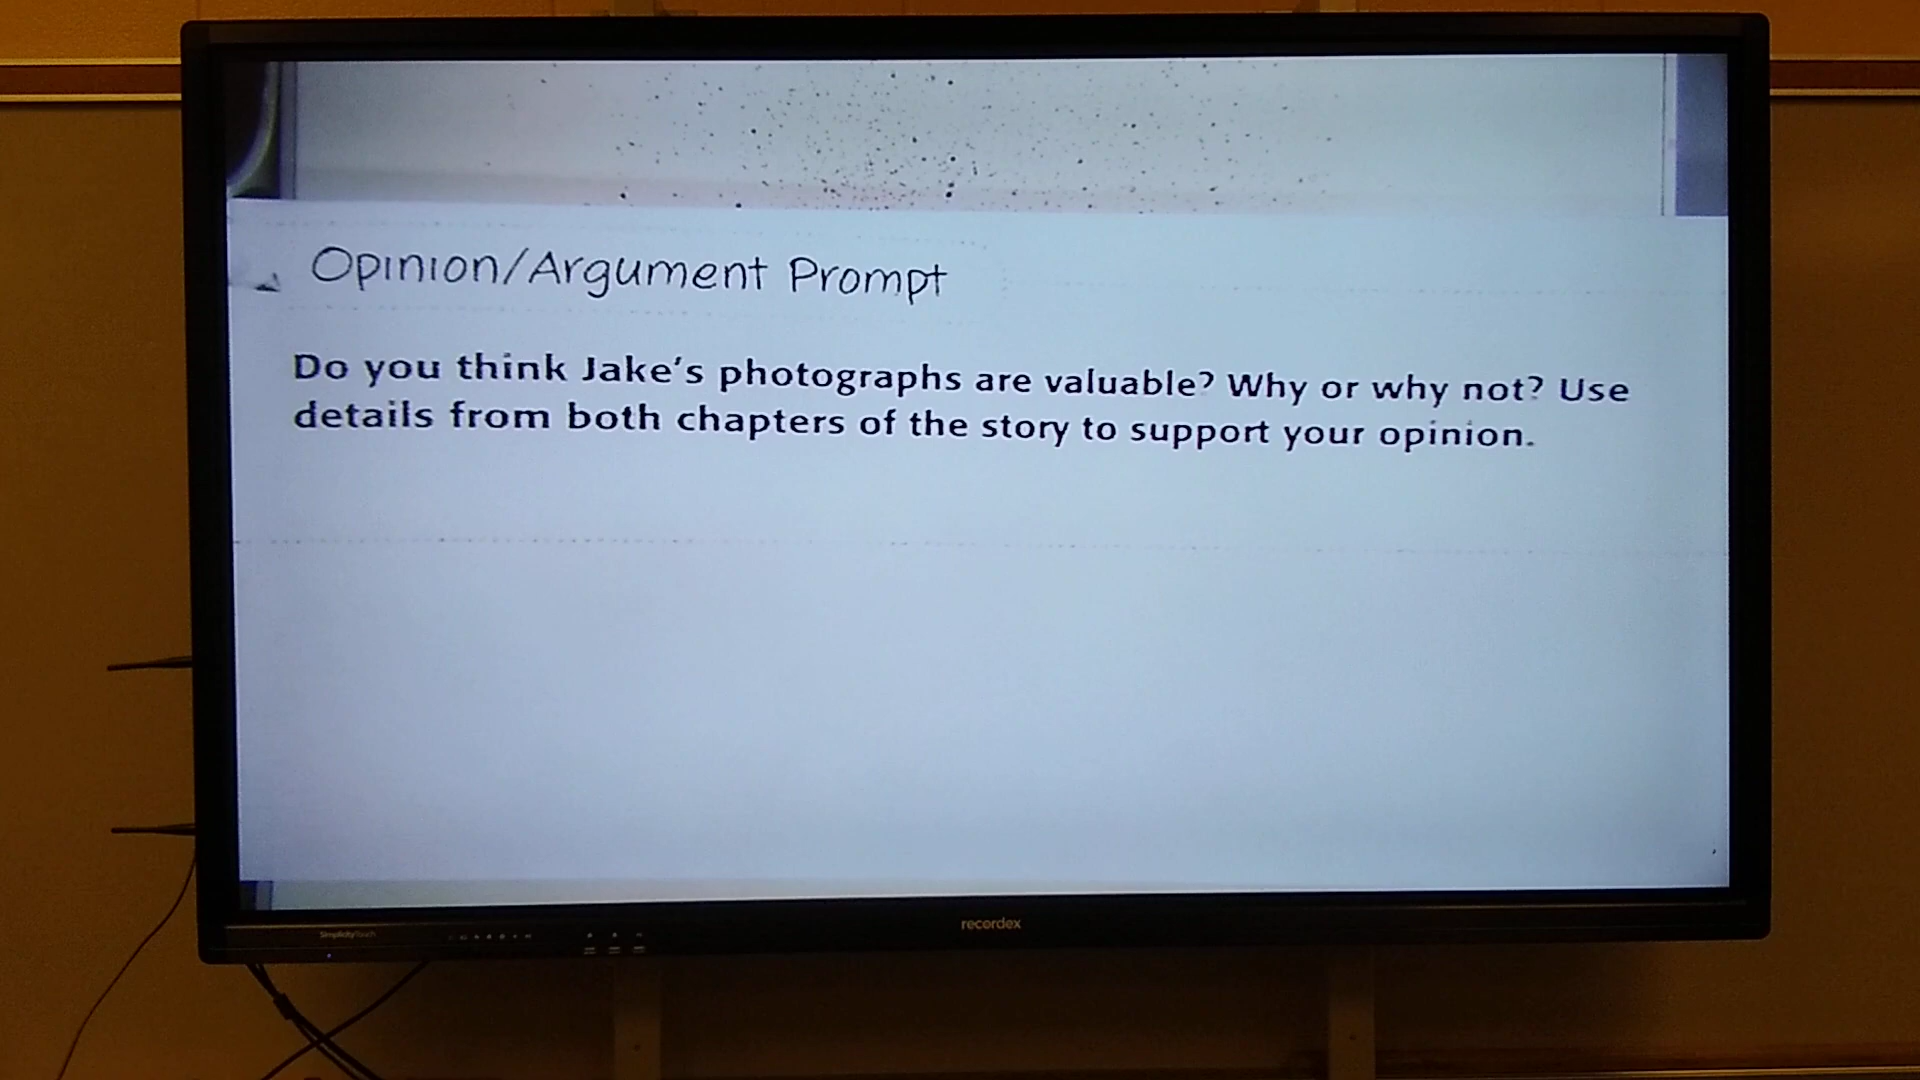 Opinion/Argument Prompt
Do you think Jake's photographs are valuable? Why or why not? Use
details from both chapters of the story to support your opinion.
recordex
SimplicityTouch